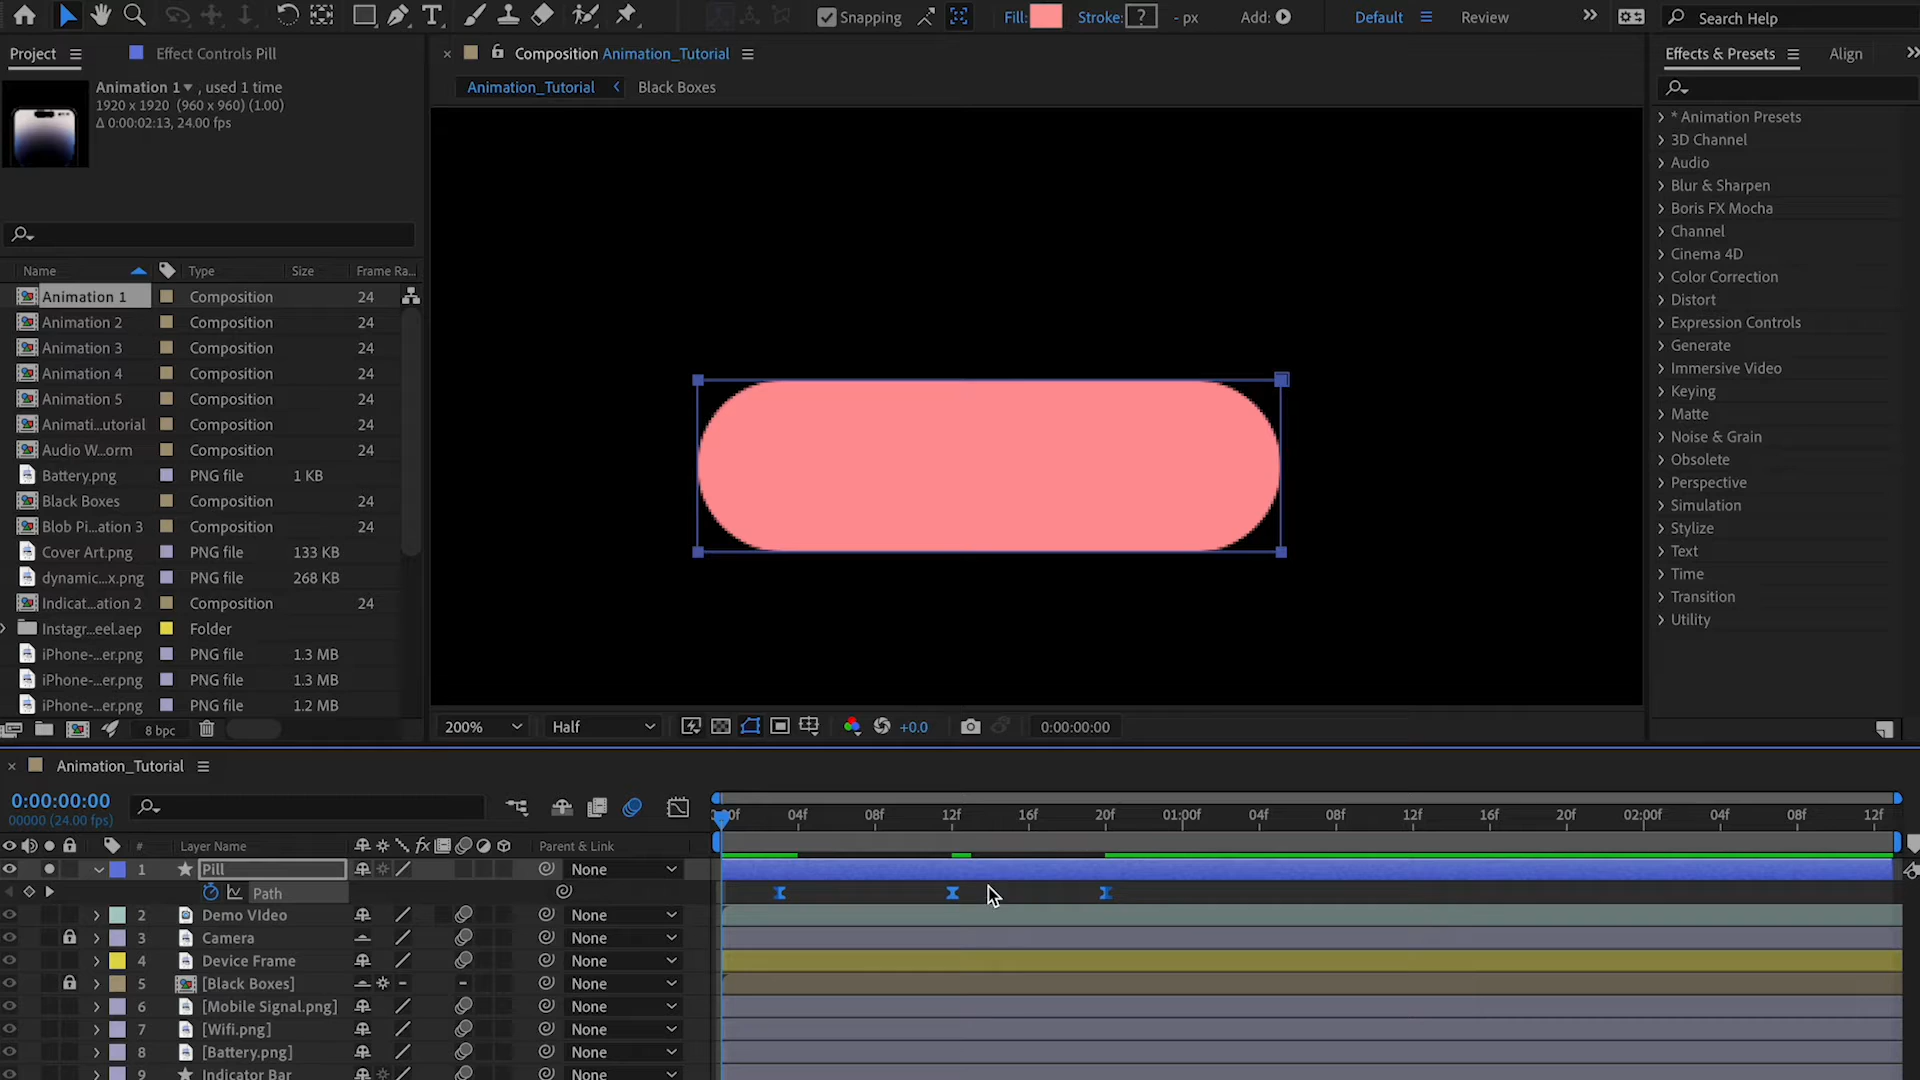 Snapping
Fill:
Stroke: ? - px
Add:
Default
Review
Search Help
Project
Effect Controls Pill
Composition Animation_Tutorial
Effects & Presets
Align
Animation 1 , used 1 time
1920 x 1920 (960 x 960) (1.00)
Δ 0:00:02:13, 24.00 fps
Animation_Tutorial
Black Boxes
Name Type Size Frame Ra...
Animation 1 Composition 24
Animation 2 Composition 24
Animation 3 Composition 24
Animation 4 Composition 24
Animation 5 Composition 24
Animati...utorial Composition 24
Audio W...orm Composition 24
Battery.png PNG file 1 KB
Black Boxes Composition 24
Blob Pi...ation 3 Composition 24
Cover Art.png PNG file 133 KB
dynamic...x.png PNG file 268 KB
Indicat...ation 2 Composition 24
Instagr...eel.aep Folder
iPhone-...er.png PNG file 1.3 MB
iPhone-...er.png PNG file 1.3 MB
iPhone-...er.png PNG file 1.2 MB
8 bpc
* Animation Presets
3D Channel
Audio
Blur & Sharpen
Boris FX Mocha
Channel
Cinema 4D
Color Correction
Distort
Expression Controls
Generate
Immersive Video
Keying
Matte
Noise & Grain
Obsolete
Perspective
Simulation
Stylize
Text
Time
Transition
Utility
200% Half +0.0 0:00:00:00
Animation_Tutorial
0:00:00:00
00000 (24.00 fps)
:00f 04f 08f 12f 16f 20f 01:00f 04f 08f 12f 16f 20f 02:00f 04f 08f 12f
# Layer Name fx Parent & Link
1 Pill None
Path
2 Demo VIdeo None
3 Camera None
4 Device Frame None
5 [Black Boxes] None
6 [Mobile Signal.png] None
7 [Wifi.png] None
8 [Battery.png] None
9 Indicator Bar None